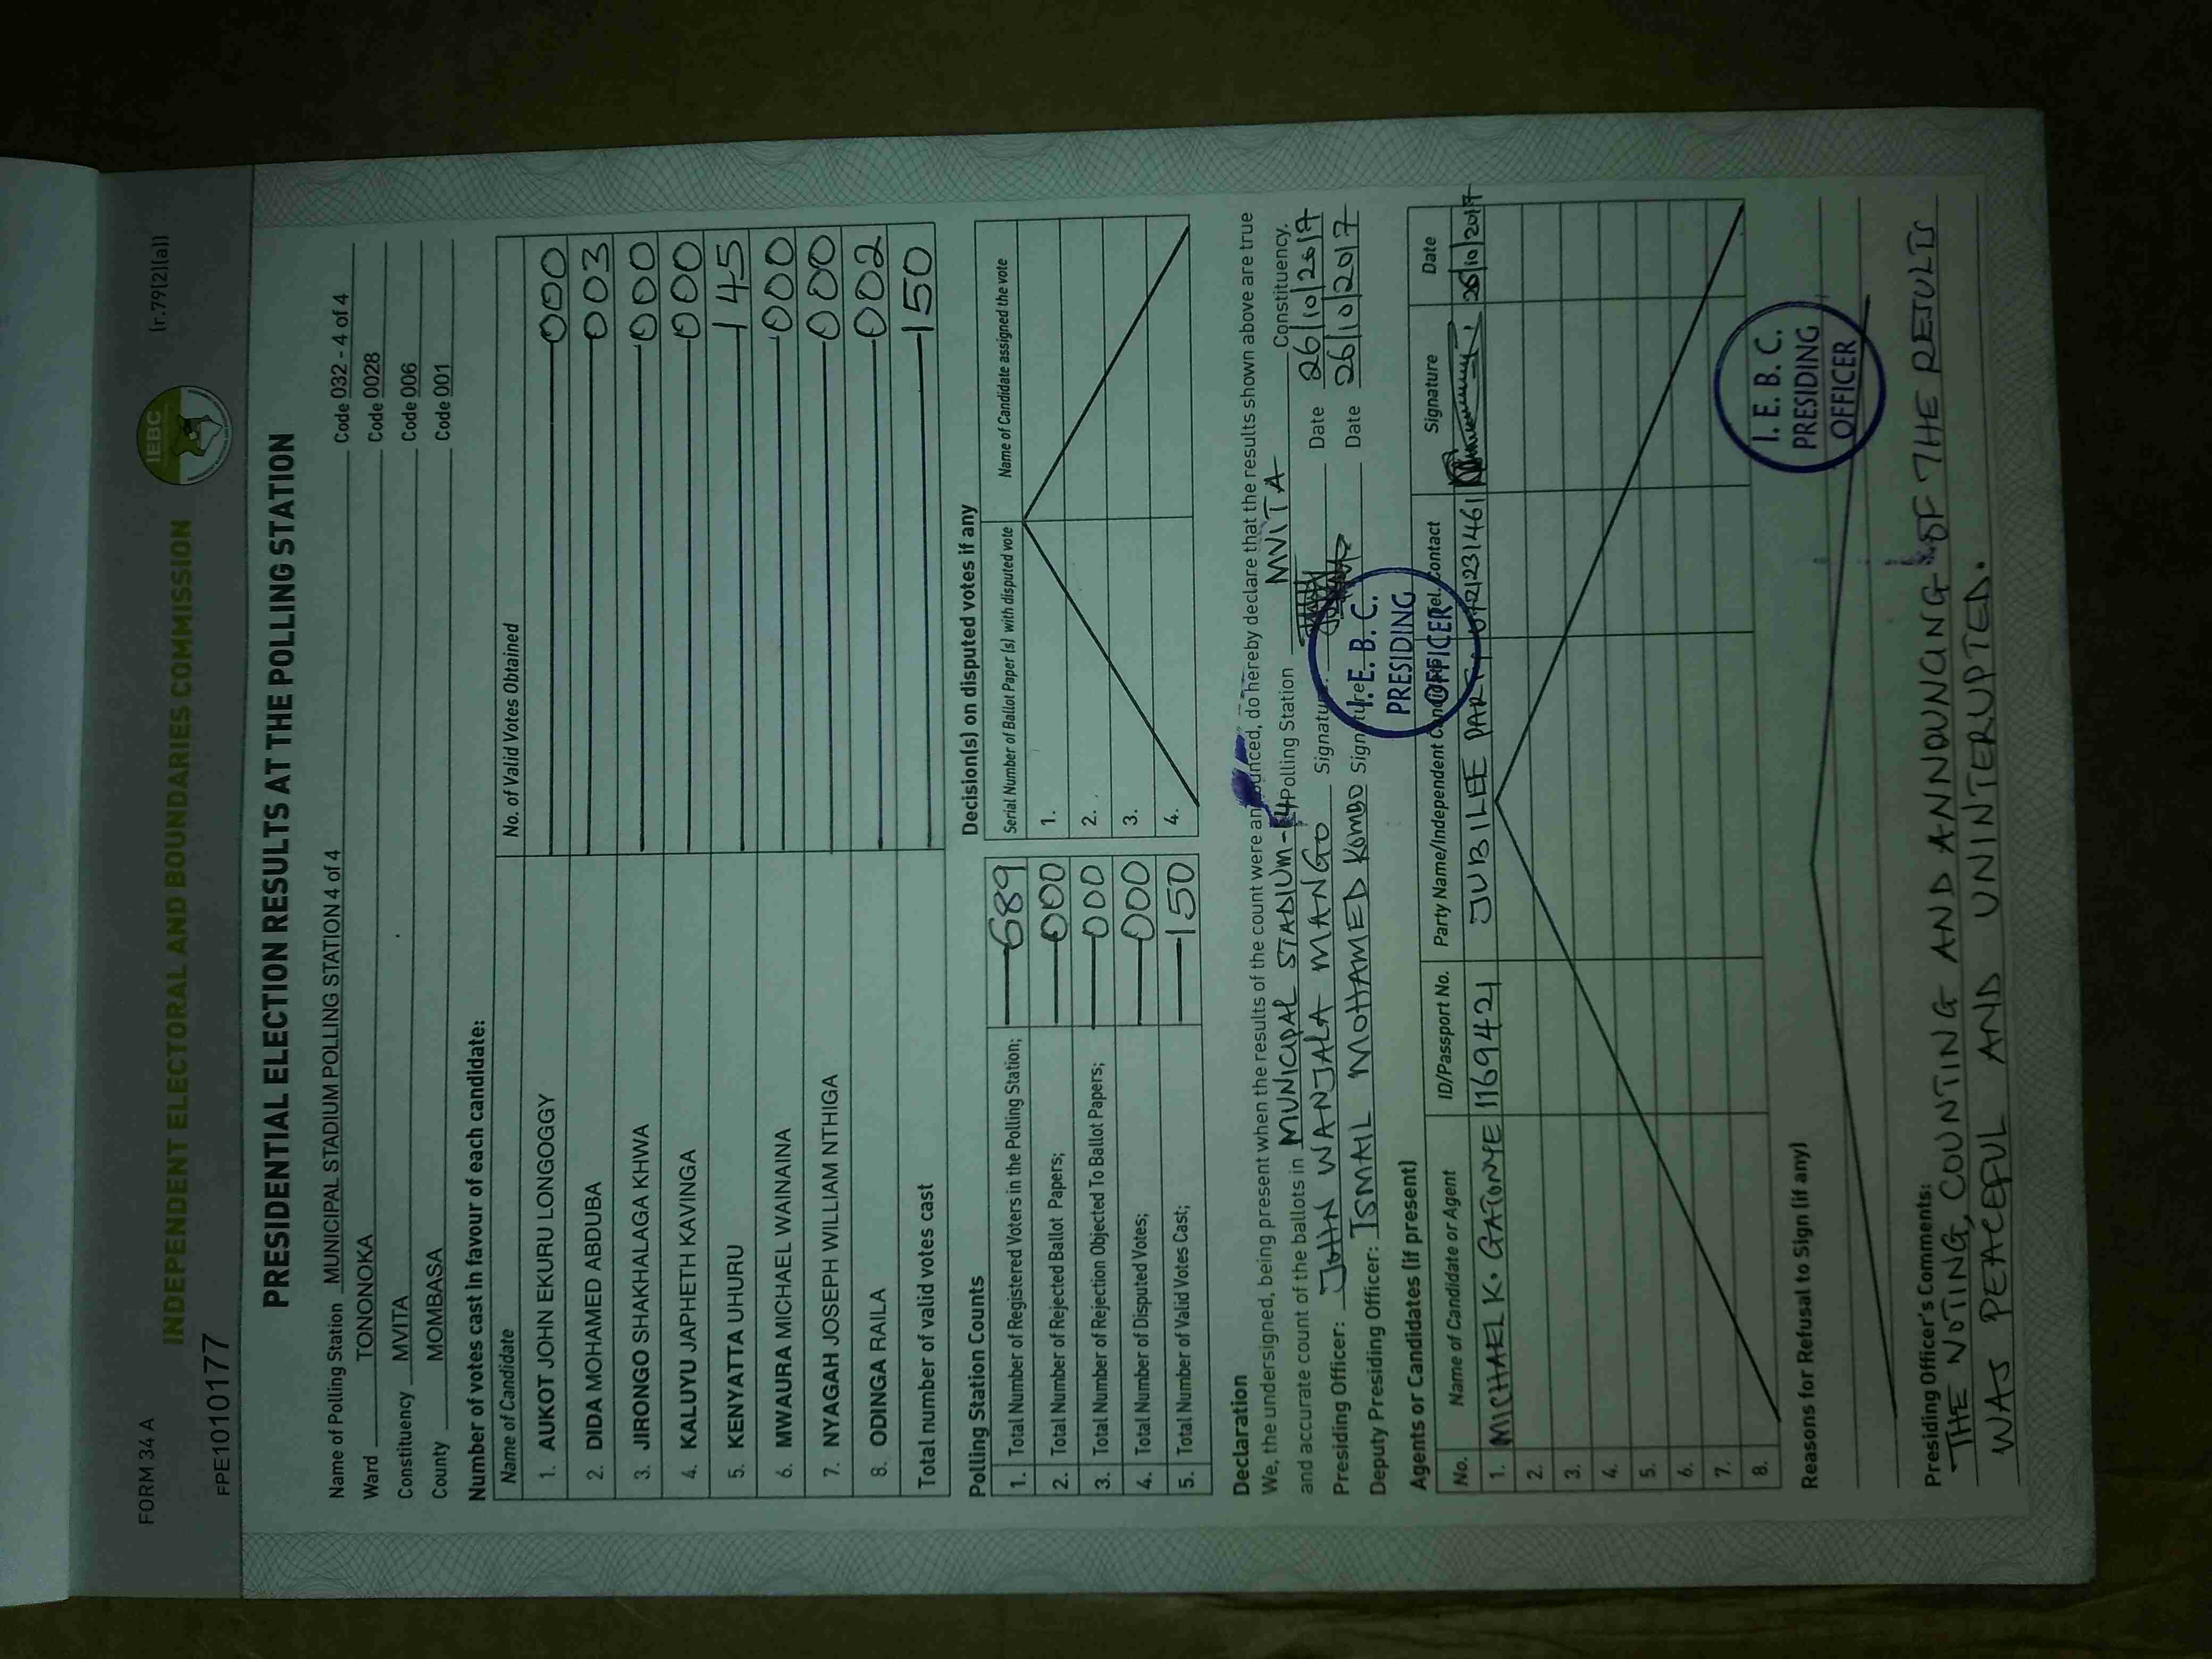 FORM 34 A
(r.79(2)(a))
IEBC
INDEPENDENT ELECTORAL AND BOUNDARIES COMMISSION
FPE1010177
PRESIDENTIAL ELECTION RESULTS AT THE POLLING STATION
Name of Polling Station MUNICIPAL STADIUM POLLING STATION 4 of 4 Code 032 - 4 of 4
Ward TONONOKA Code 0028
Constituency MVITA Code 006
County MOMBASA Code 001
Number of votes cast in favour of each candidate:
Name of Candidate No. of Valid Votes Obtained
1. AUKOT JOHN EKURU LONGOGGY 000
2. DIDA MOHAMED ABDUBA 003
3. JIRONGO SHAKHALAGA KHWA 000
4. KALUYU JAPHETH KAVINGA 000
5. KENYATTA UHURU 145
6. MWAURA MICHAEL WAINAINA 000
7. NYAGAH JOSEPH WILLIAM NTHIGA 000
8. ODINGA RAILA 002
Total number of valid votes cast 150
Polling Station Counts
1. Total Number of Registered Voters in the Polling Station; 689
2. Total Number of Rejected Ballot Papers; 000
3. Total Number of Rejection Objected To Ballot Papers; 000
4. Total Number of Disputed Votes; 000
5. Total Number of Valid Votes Cast; 150
Decision(s) on disputed votes if any
Serial Number of Ballot Paper (s) with disputed vote Name of Candidate assigned the vote
1.
2.
3.
4.
Declaration
We, the undersigned, being present when the results of the count were announced, do hereby declare that the results shown above are true
and accurate count of the ballots in MUNICIPAL STADIUM-4 Polling Station MVITA Constituency.
Presiding Officer: JOHN WANJALA MANGO Signature Date 26/10/2017
Deputy Presiding Officer: ISMAIL MOHAMED KOMBO Signature Date 26/10/2017
I. E. B. C.
PRESIDING
OFFICER
Agents or Candidates (if present)
No. Name of Candidate or Agent ID/Passport No. Party Name/Independent Candidate Tel. Contact Signature Date
1. MICHAEL K. GATONYE 1169421 JUBILEE PARTY 0721231461 26/10/2017
2.
3.
4.
5.
6.
7.
8.
I. E. B. C.
PRESIDING
OFFICER
Reasons for Refusal to Sign (if any)
Presiding Officer's Comments:
THE VOTING, COUNTING AND ANNOUNCING OF THE RESULTS
WAS PEACEFUL AND UNINTERUPTED.